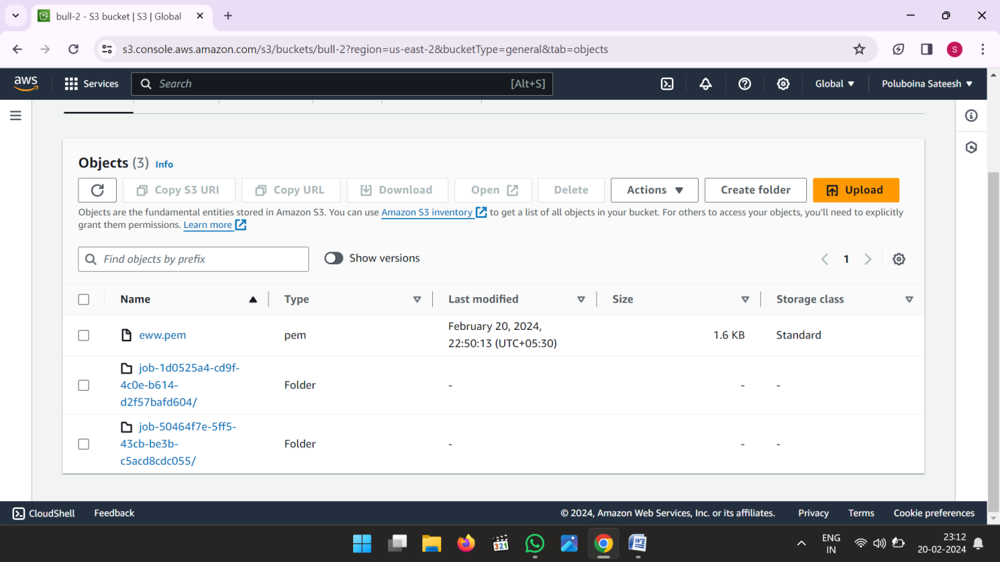 bull-2 - S3 bucket | S3 | Global
s3.console.aws.amazon.com/s3/buckets/bull-2?region=us-east-2&bucketType=general&tab=objects
S
aws
Services
Search
[Alt+S]
Global
Poluboina Sateesh
Objects (3) Info
Copy S3 URI
Copy URL
Download
Open
Delete
Actions
Create folder
Upload
Objects are the fundamental entities stored in Amazon S3. You can use Amazon S3 inventory to get a list of all objects in your bucket. For others to access your objects, you'll need to explicitly
grant them permissions. Learn more
Find objects by prefix
Show versions
1
Name Type Last modified Size Storage class
eww.pem pem February 20, 2024, 1.6 KB Standard
22:50:13 (UTC+05:30)
job-1d0525a4-cd9f-
4c0e-b614- Folder - - -
d2f57bafd604/
job-50464f7e-5ff5-
43cb-be3b- Folder - - -
c5acd8cdc055/
CloudShell
Feedback
© 2024, Amazon Web Services, Inc. or its affiliates.
Privacy
Terms
Cookie preferences
321
ENG
IN
23:12
20-02-2024